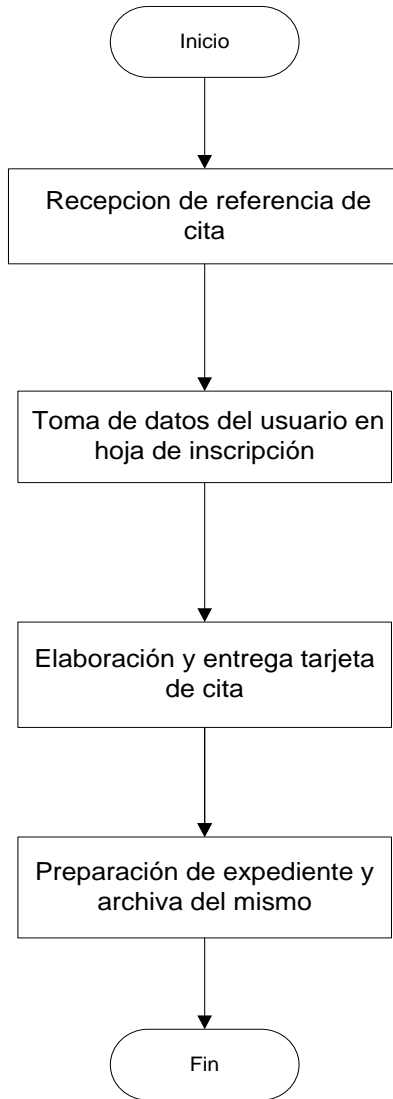 Inicio
Recepcion de referencia de
cita
Toma de datos del usuario en
hoja de inscripción
Elaboración y entrega tarjeta
de cita
Preparación de expediente y
archiva del mismo
Fin